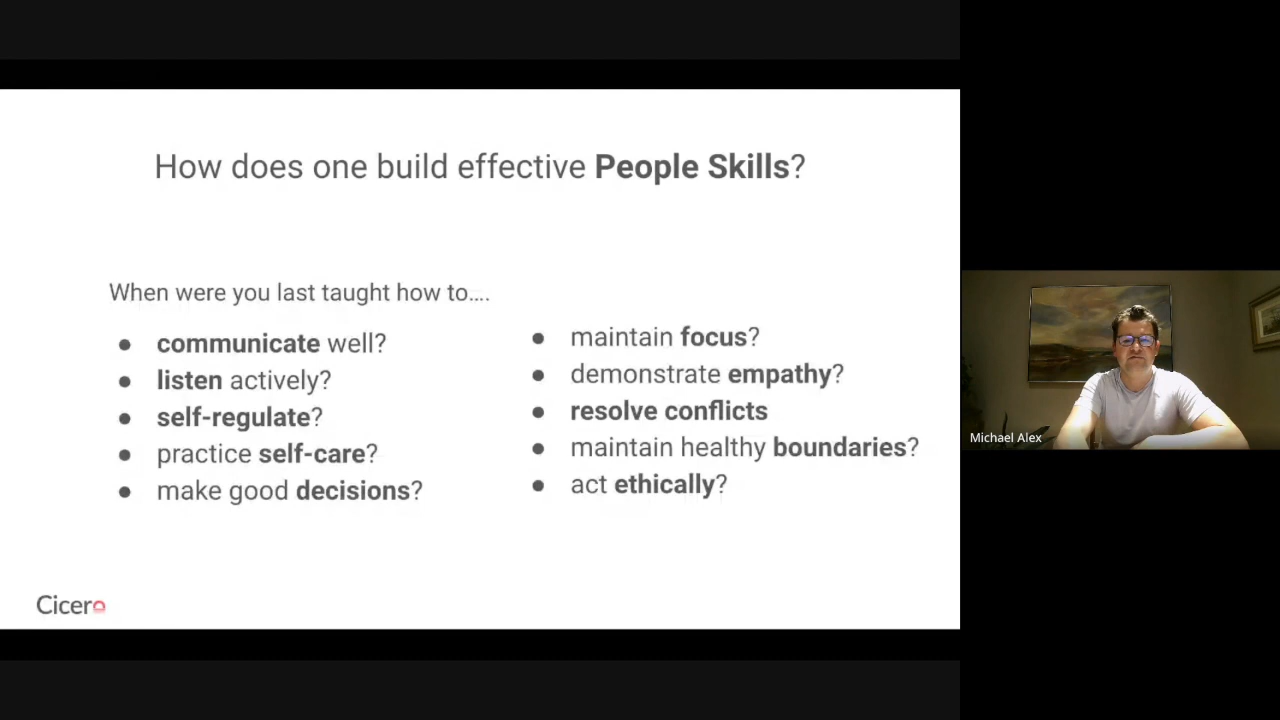 How does one build effective People Skills?
When were you last taught how to....
● communicate well?
● listen actively?
● self-regulate?
● practice self-care?
● make good decisions?
● maintain focus?
● demonstrate empathy?
● resolve conflicts
● maintain healthy boundaries?
● act ethically?
Cicero
Michael Alex